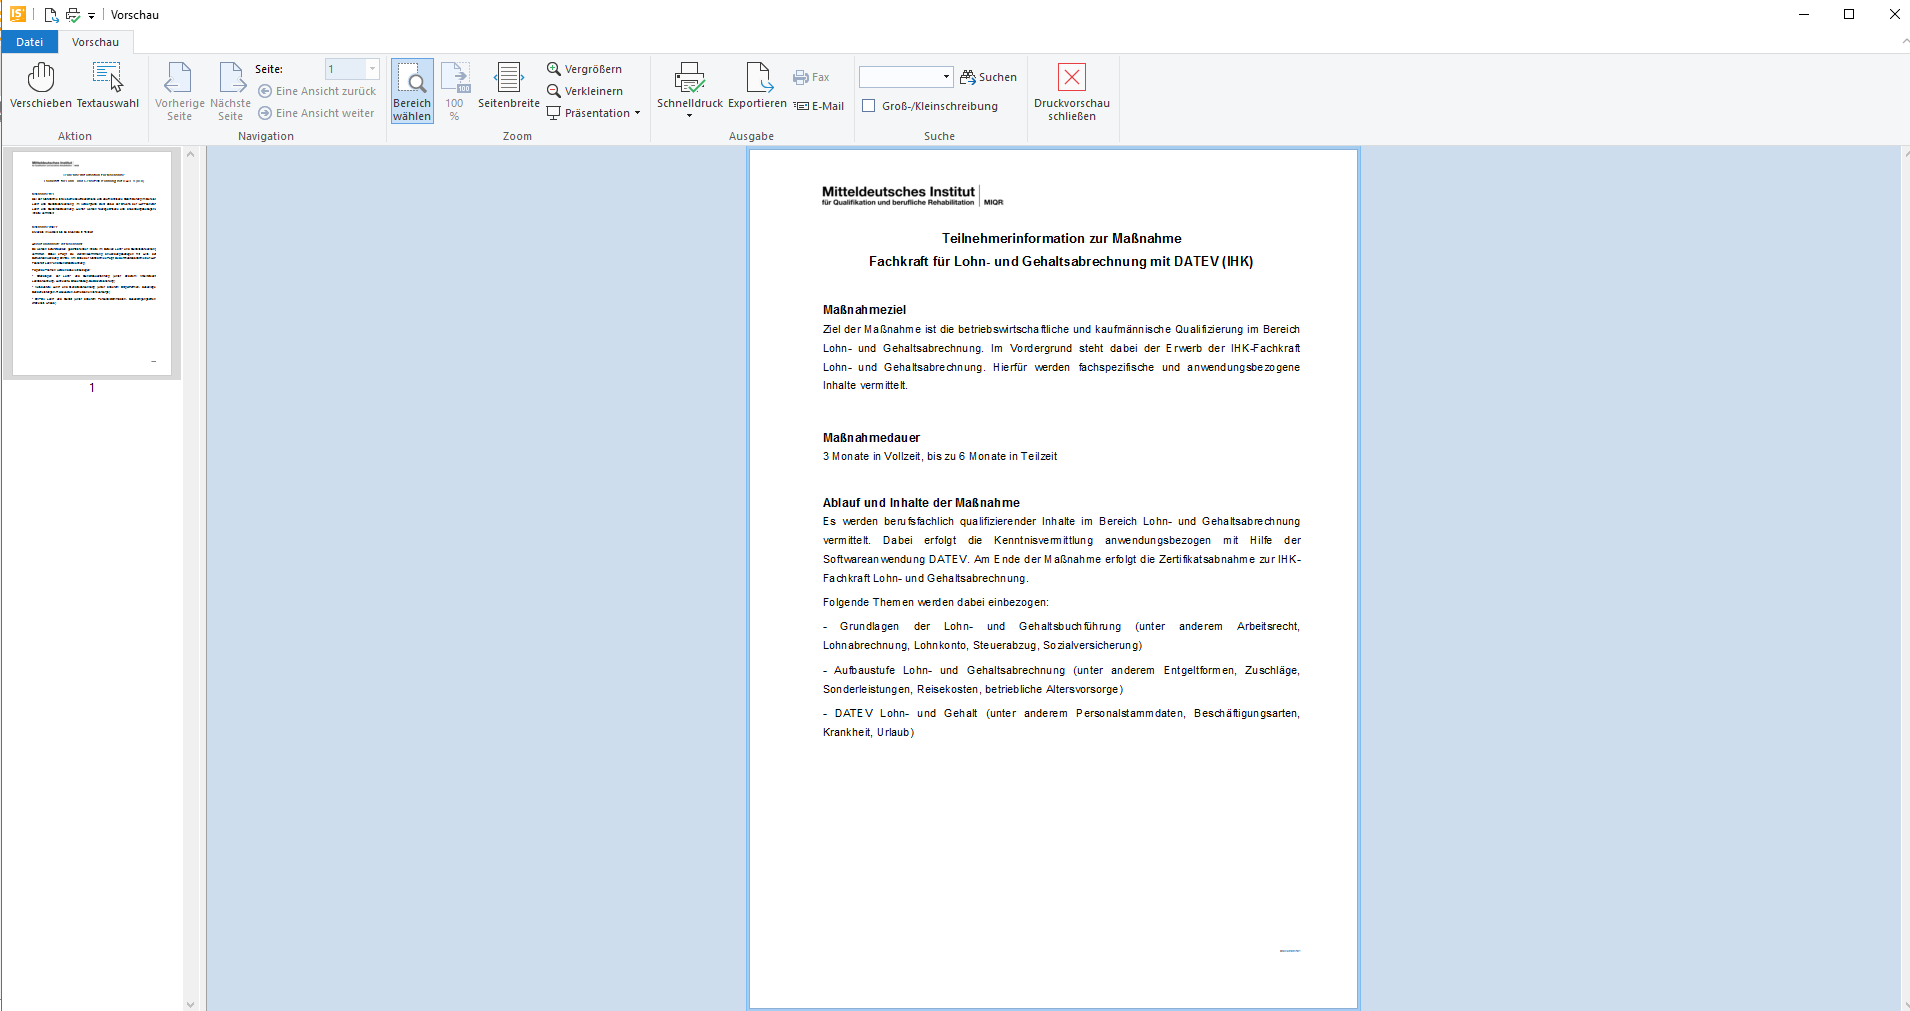 Vorschau
Datei
Vorschau
Verschieben
Textauswahl
Aktion
Vorherige
Seite
Nächste
Seite
Seite:
1
Eine Ansicht zurück
Eine Ansicht weiter
Navigation
Bereich
wählen
100
100
%
Seitenbreite
Vergrößern
Verkleinern
Präsentation
Zoom
Schnelldruck
Exportieren
Fax
E-Mail
Ausgabe
Suchen
Groß-/Kleinschreibung
Suche
Druckvorschau
schließen
1
Mitteldeutsches Institut
für Qualifikation und berufliche Rehabilitation
MIQR
Teilnehmerinformation zur Maßnahme
Fachkraft für Lohn- und Gehaltsabrechnung mit DATEV (IHK)
Maßnahmeziel
Ziel der Maßnahme ist die betriebswirtschaftliche und kaufmännische Qualifizierung im Bereich
Lohn- und Gehaltsabrechnung. Im Vordergrund steht dabei der Erwerb der IHK-Fachkraft
Lohn- und Gehaltsabrechnung. Hierfür werden fachspezifische und anwendungsbezogene
Inhalte vermittelt.
Maßnahmedauer
3 Monate in Vollzeit, bis zu 6 Monate in Teilzeit
Ablauf und Inhalte der Maßnahme
Es werden berufsfachlich qualifizierender Inhalte im Bereich Lohn- und Gehaltsabrechnung
vermittelt. Dabei erfolgt die Kenntnisvermittlung anwendungsbezogen mit Hilfe der
Softwareanwendung DATEV. Am Ende der Maßnahme erfolgt die Zertifikatsabnahme zur IHK-
Fachkraft Lohn- und Gehaltsabrechnung.
Folgende Themen werden dabei einbezogen:
- Grundlagen der Lohn- und Gehaltsbuchführung (unter anderem Arbeitsrecht,
Lohnabrechnung, Lohnkonto, Steuerabzug, Sozialversicherung)
- Aufbaustufe Lohn- und Gehaltsabrechnung (unter anderem Entgeltformen, Zuschläge,
Sonderleistungen, Reisekosten, betriebliche Altersvorsorge)
- DATEV Lohn- und Gehalt (unter anderem Personalstammdaten, Beschäftigungsarten,
Krankheit, Urlaub)